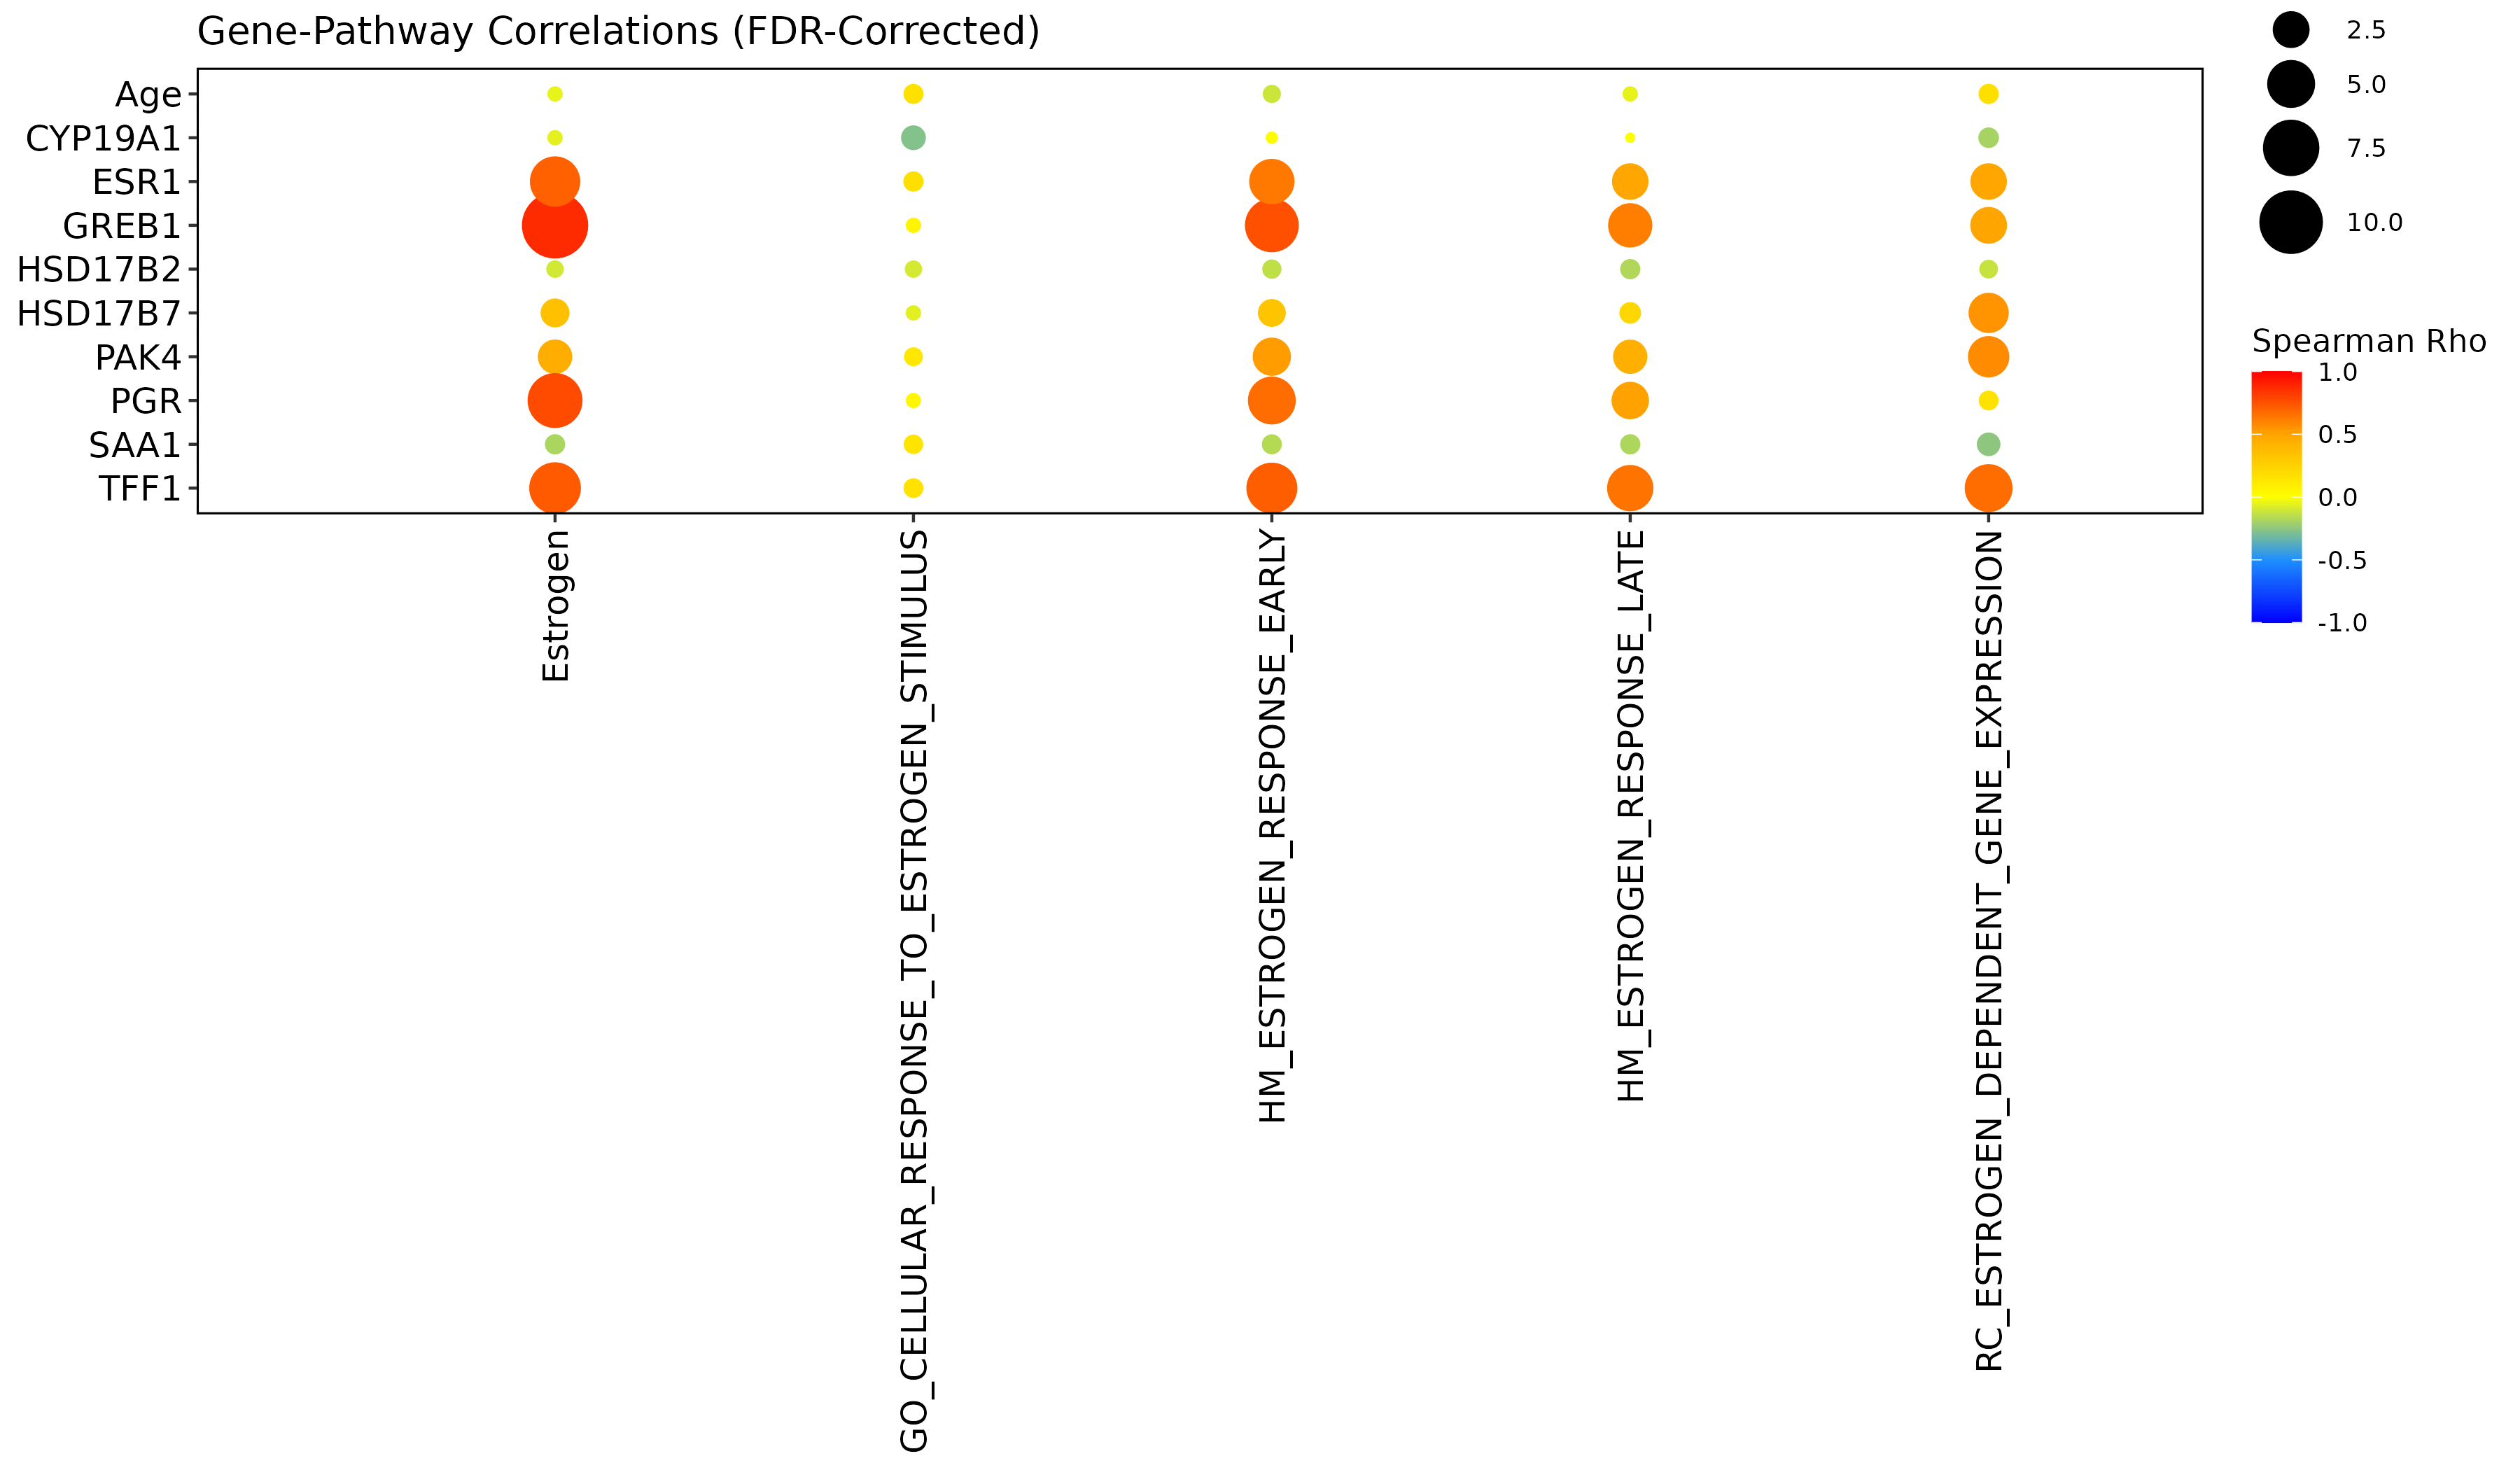 Gene-Pathway Correlations (FDR-Corrected)
Age
CYP19A1
ESR1
GREB1
HSD17B2
HSD17B7
PAK4
PGR
SAA1
TFF1
Estrogen
GO_CELLULAR_RESPONSE_TO_ESTROGEN_STIMULUS
HM_ESTROGEN_RESPONSE_EARLY
HM_ESTROGEN_RESPONSE_LATE
RC_ESTROGEN_DEPENDENT_GENE_EXPRESSION
2.5
5.0
7.5
10.0
Spearman Rho
1.0
0.5
0.0
-0.5
-1.0